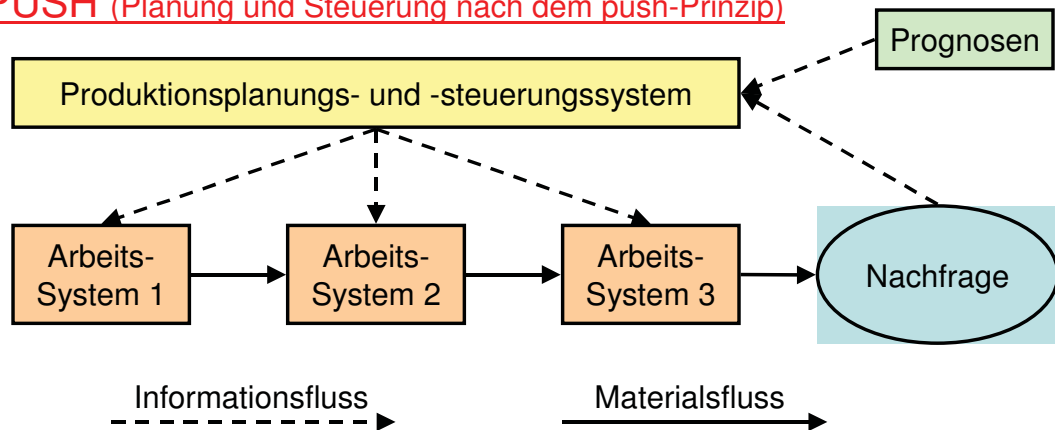 PUSH (Planung und Steuerung nach dem push-Prinzip)
Prognosen
Produktionsplanungs- und -steuerungssystem
Arbeits-
System 1
Arbeits-
System 2
Arbeits-
System 3
Nachfrage
Informationsfluss
Materialsfluss